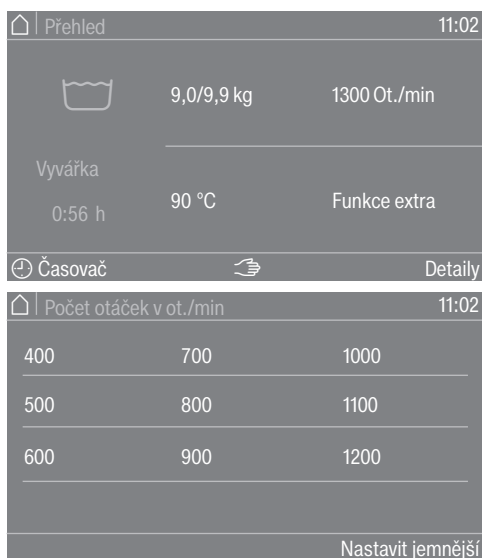 Přehled 11:02
9,0/9,9 kg 1300 Ot./min
Vyvářka
0:56 h
90 °C Funkce extra
Časovač Detaily
Počet otáček v ot./min 11:02
400 700 1000
500 800 1100
600 900 1200
Nastavit jemnější